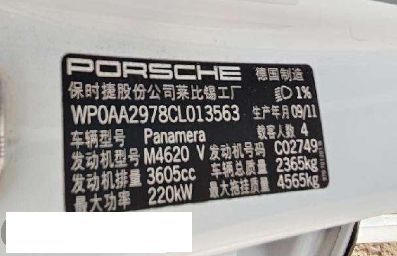 PORSCHE 德国制造
保时捷股份公司莱比锡工厂 1%
WP0AA2978CL013563 生产年月 09/11
车辆型号 Panamera 载客人数 4
发动机型号 M4620 V 发动机号码 C02749
发动机排量 3605cc 车辆总质量 2365kg
最大功率 220kW 最大拖挂质量 4565kg